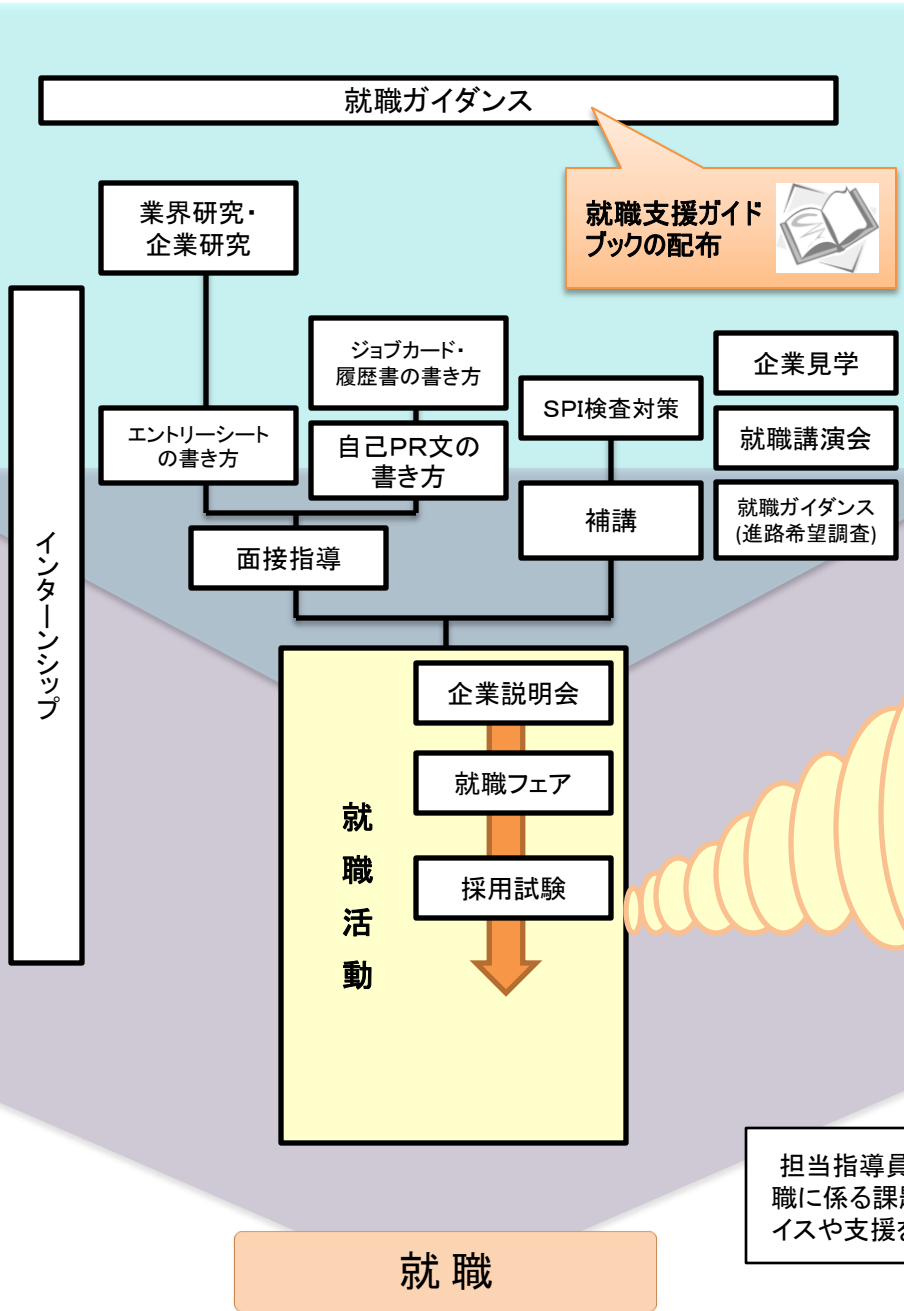 就職ガイダンス
就職支援ガイド
ブックの配布
業界研究・
企業研究
インターンシップ
ジョブカード・
履歴書の書き方
エントリーシート
の書き方
自己PR文の
書き方
面接指導
SPI検査対策
補講
企業見学
就職講演会
就職ガイダンス
(進路希望調査)
就職活動
企業説明会
就職フェア
採用試験
担当指導員
職に係る課題
イスや支援を
就 職